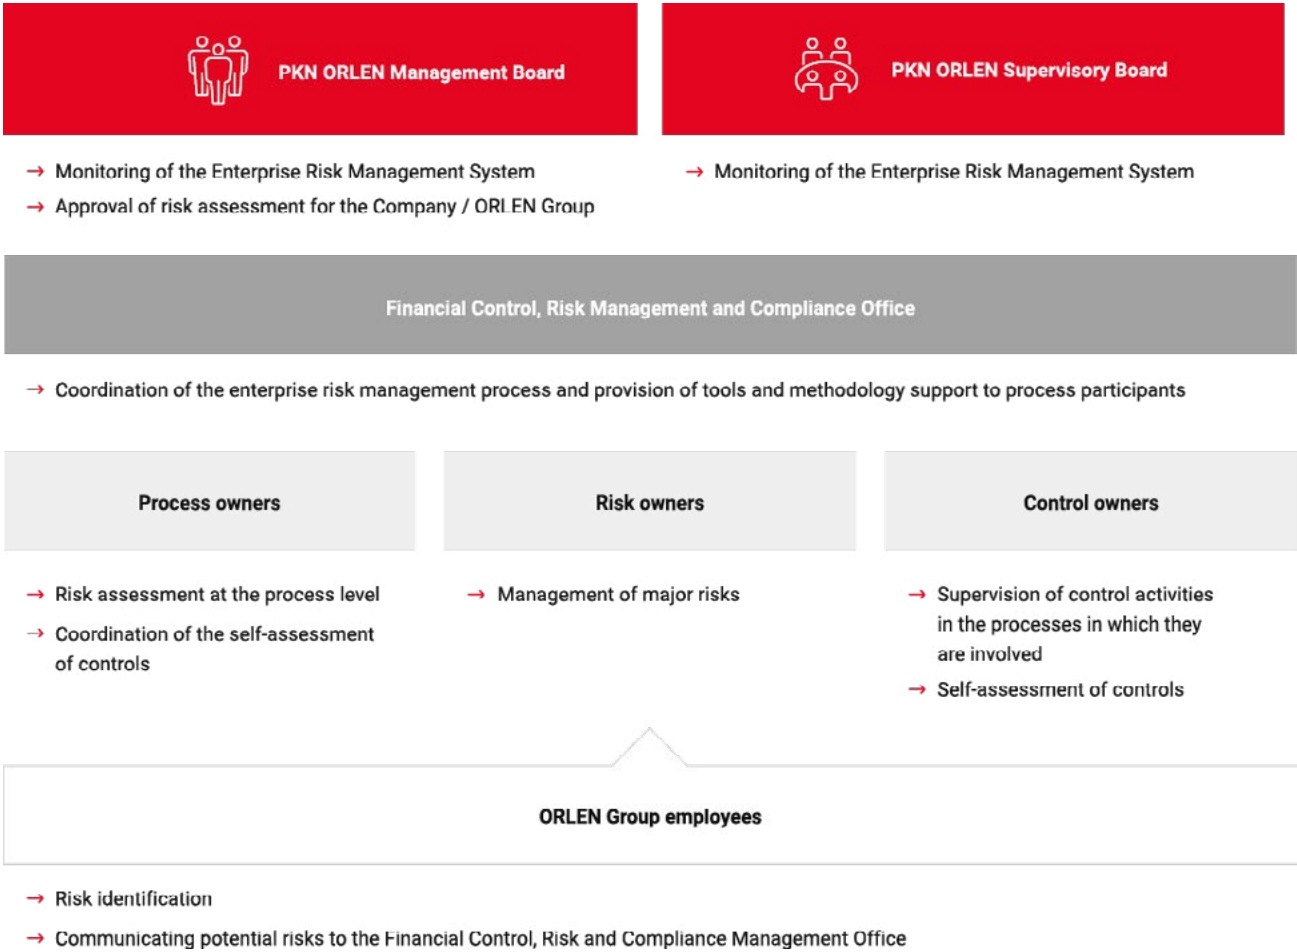 PKN ORLEN Management Board
PKN ORLEN Supervisory Board
→ Monitoring of the Enterprise Risk Management System
→ Approval of risk assessment for the Company / ORLEN Group
→ Monitoring of the Enterprise Risk Management System
Financial Control, Risk Management and Compliance Office
→ Coordination of the enterprise risk management process and provision of tools and methodology support to process participants
Process owners
Risk owners
Control owners
→ Risk assessment at the process level
→ Coordination of the self-assessment
of controls
→ Management of major risks
→ Supervision of control activities
in the processes in which they
are involved
→ Self-assessment of controls
ORLEN Group employees
→ Risk identification
→ Communicating potential risks to the Financial Control, Risk and Compliance Management Office